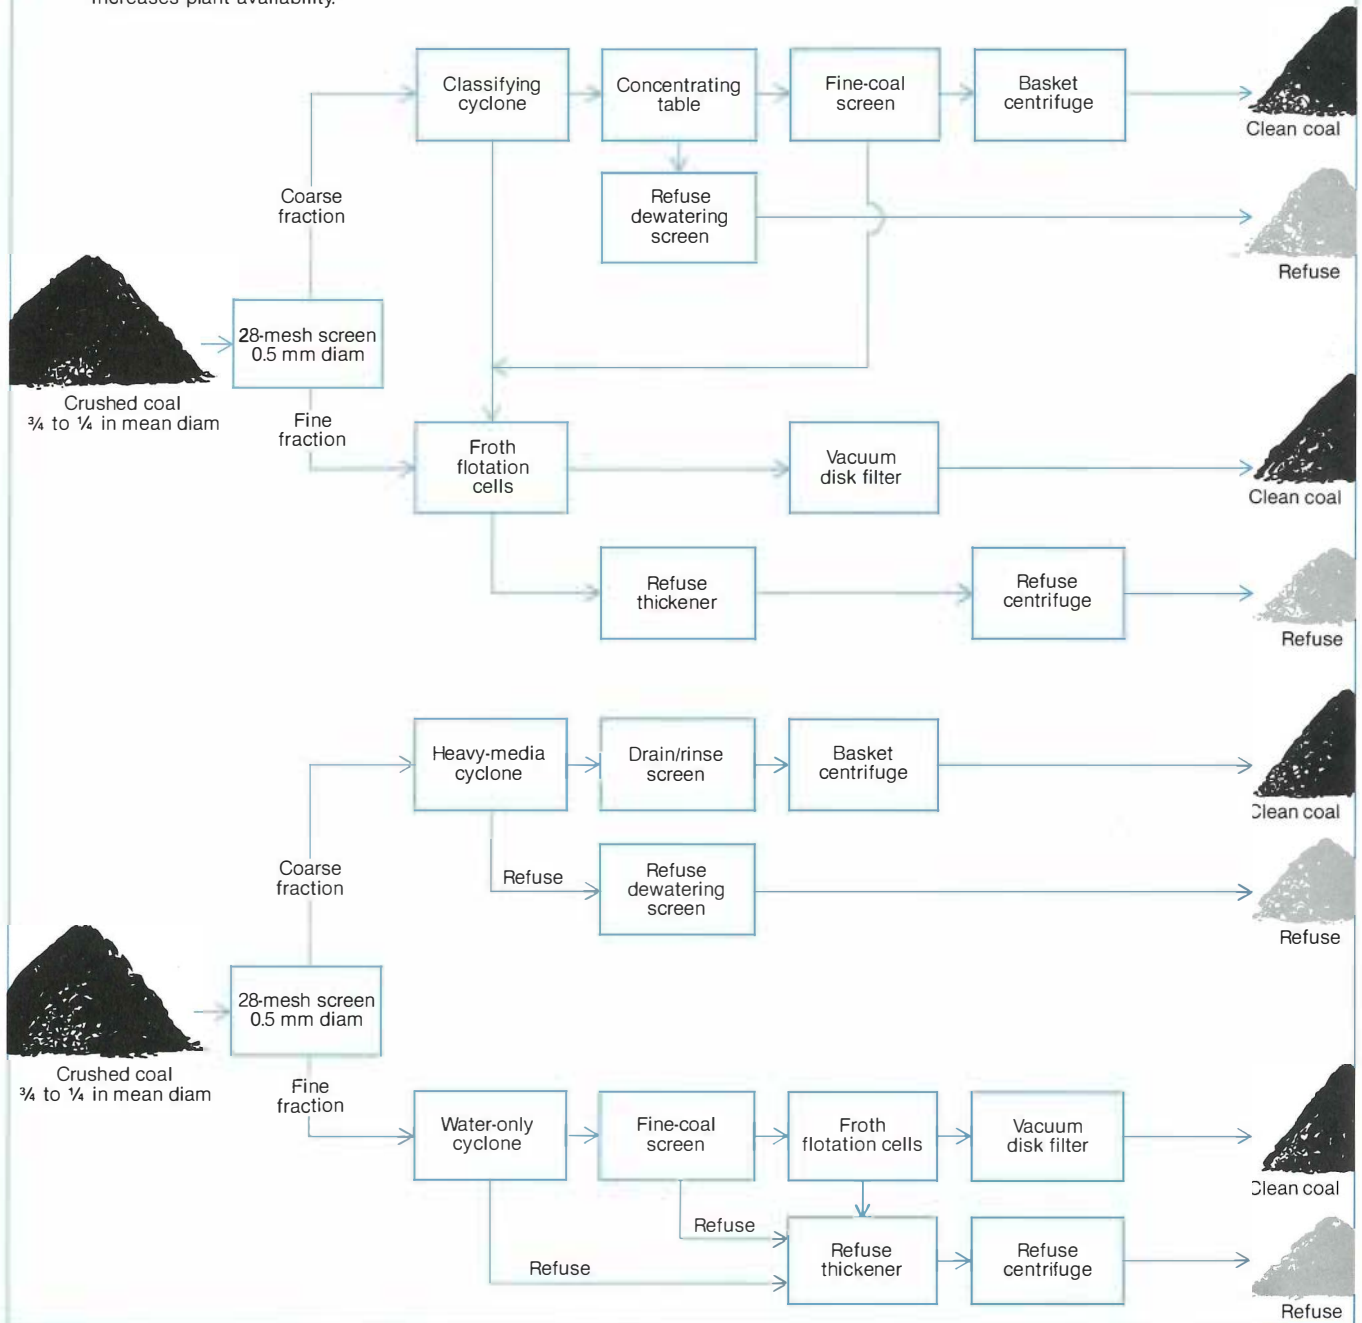 increases plant availability.
Classifying
cyclone
Concentrating
table
Fine-coal
screen
Basket
centrifuge
Clean coal
Coarse
fraction
Refuse
dewatering
screen
Refuse
28-mesh screen
0.5 mm diam
Crushed coal
¾ to ¼ in mean diam
Fine
fraction
Froth
flotation
cells
Vacuum
disk filter
Clean coal
Refuse
thickener
Refuse
centrifuge
Refuse
Heavy-media
cyclone
Drain/rinse
screen
Basket
centrifuge
Clean coal
Coarse
fraction
Refuse
Refuse
dewatering
screen
Refuse
28-mesh screen
0.5 mm diam
Crushed coal
¾ to ¼ in mean diam
Fine
fraction
Water-only
cyclone
Fine-coal
screen
Froth
flotation cells
Vacuum
disk filter
Clean coal
Refuse
Refuse
Refuse
thickener
Refuse
centrifuge
Refuse